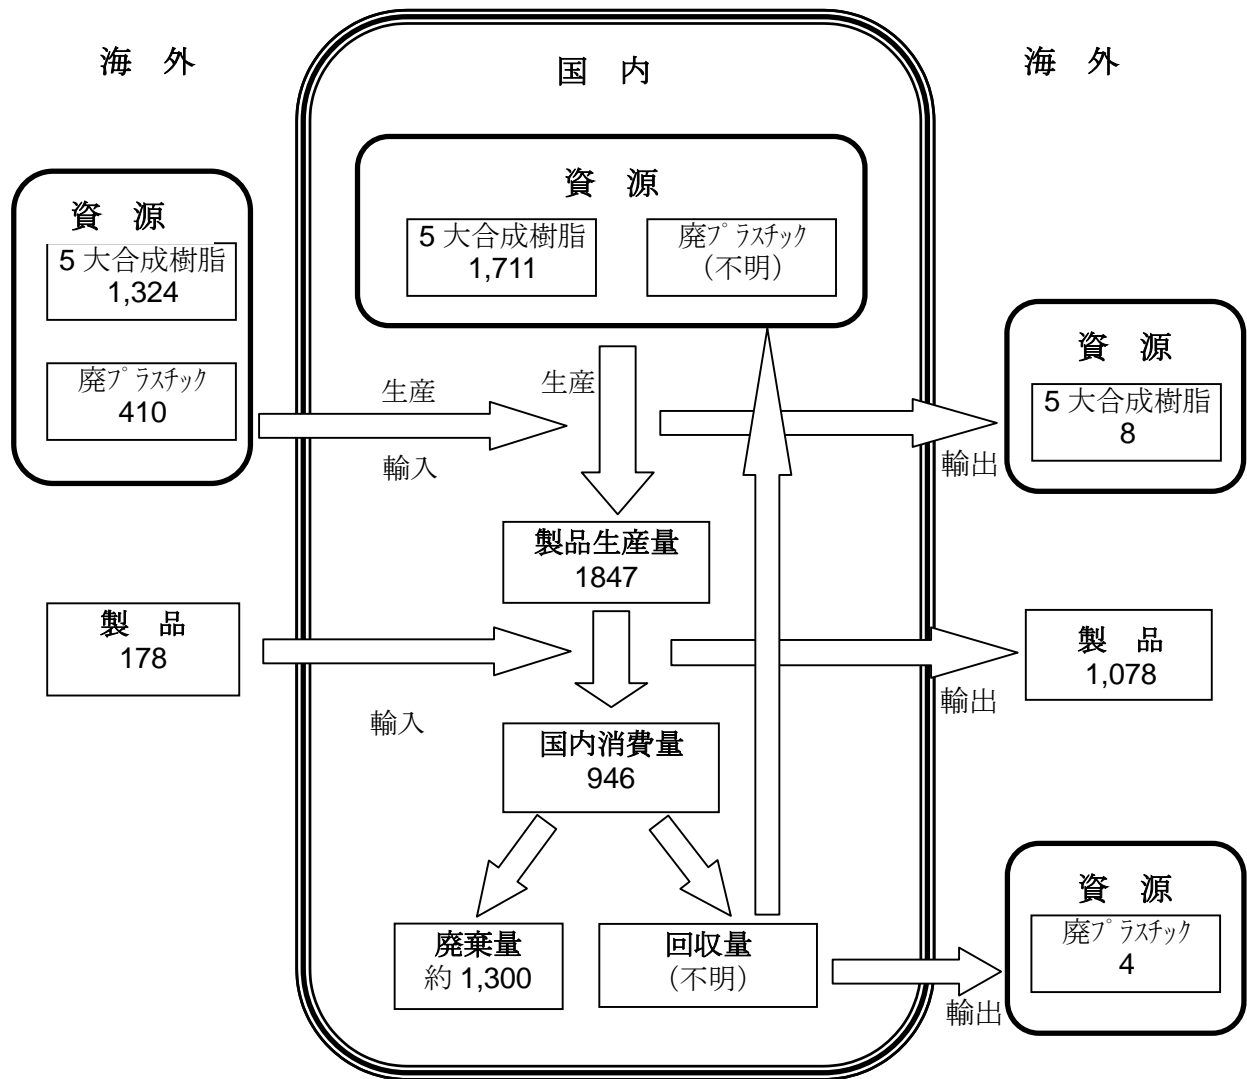 海 外
国 内
海 外
資 源
5 大合成樹脂
1,324
廃プラスチック
410
資 源
5 大合成樹脂
1,711
廃プラスチック
(不明)
生産
輸入
生産
資 源
5 大合成樹脂
8
輸出
製品生産量
1847
製 品
178
輸入
製 品
1,078
輸出
国内消費量
946
廃棄量
約 1,300
回収量
(不明)
資 源
廃プラスチック
4
輸出